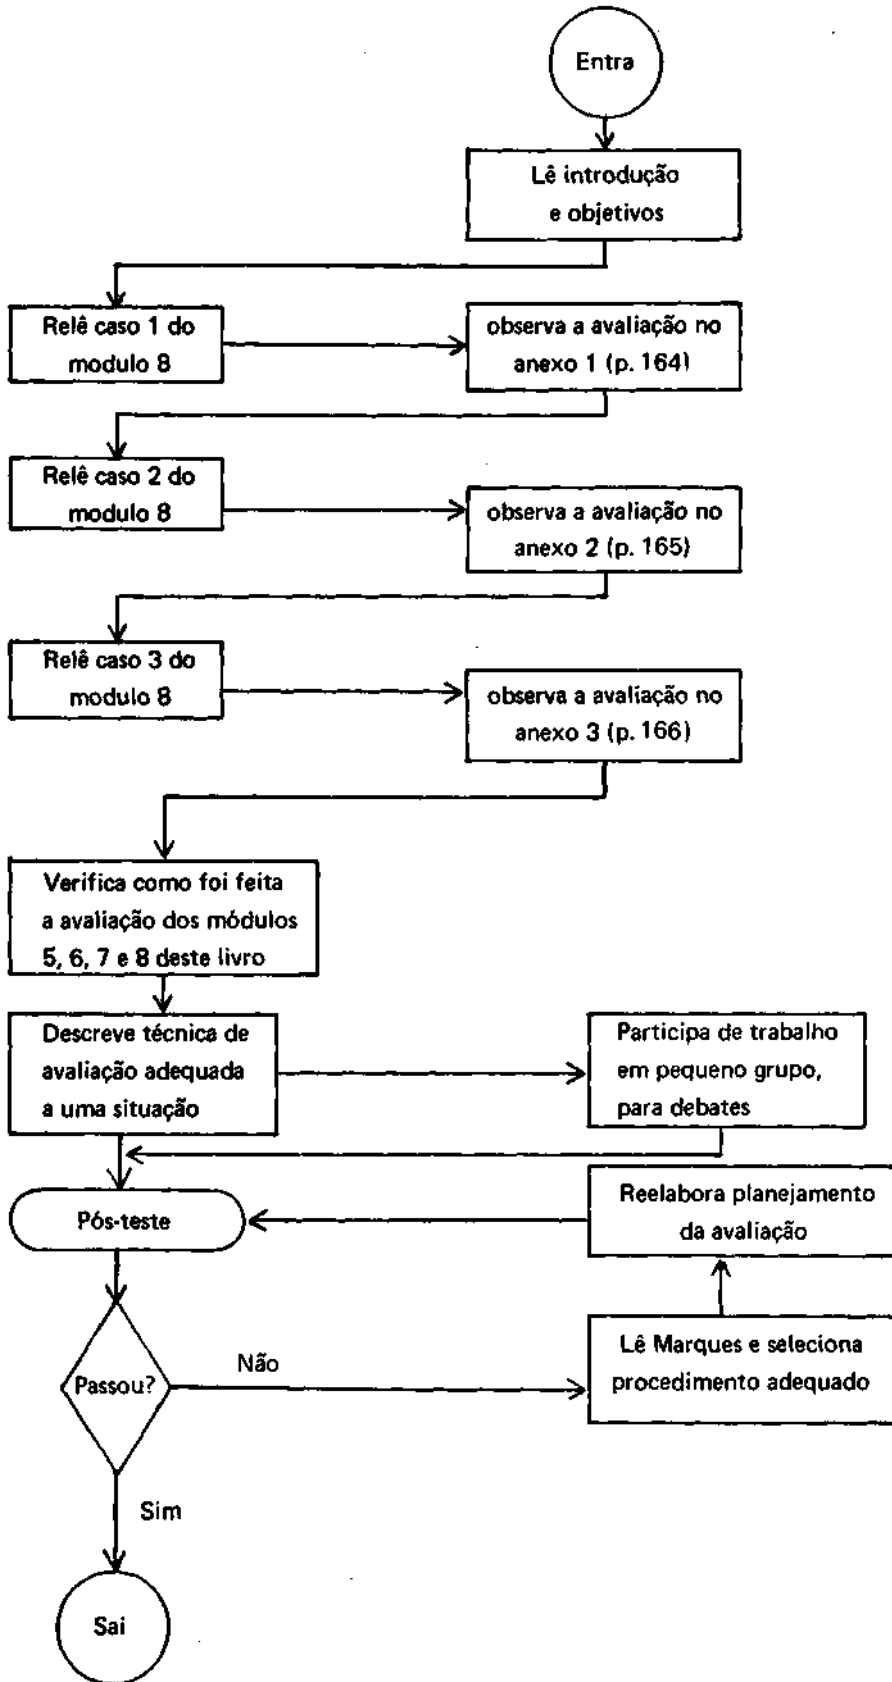 Entra
Lê introdução
e objetivos
Relê caso 1 do
modulo 8
observa a avaliação no
anexo 1 (p. 164)
Relê caso 2 do
modulo 8
observa a avaliação no
anexo 2 (p. 165)
Relê caso 3 do
modulo 8
observa a avaliação no
anexo 3 (p. 166)
Verifica como foi feita
a avaliação dos módulos
5, 6, 7 e 8 deste livro
Descreve técnica de
avaliação adequada
a uma situação
Participa de trabalho
em pequeno grupo,
para debates
Pós-teste
Reelabora planejamento
da avaliação
Passou?
Não
Lê Marques e seleciona
procedimento adequado
Sim
Sai